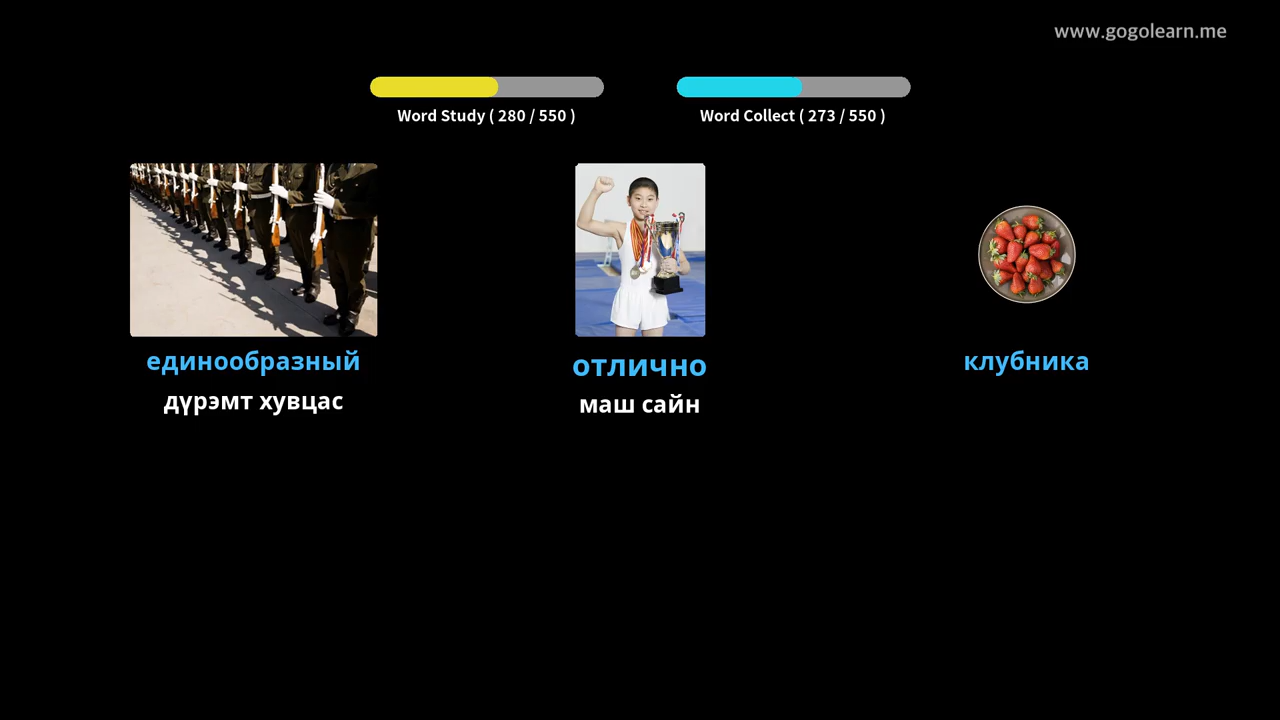 www.gogolearn.me
Word Study ( 280 / 550 )
Word Collect ( 273 / 550 )
единообразный
отлично
клубника
дүрэмт хувцас
маш сайн